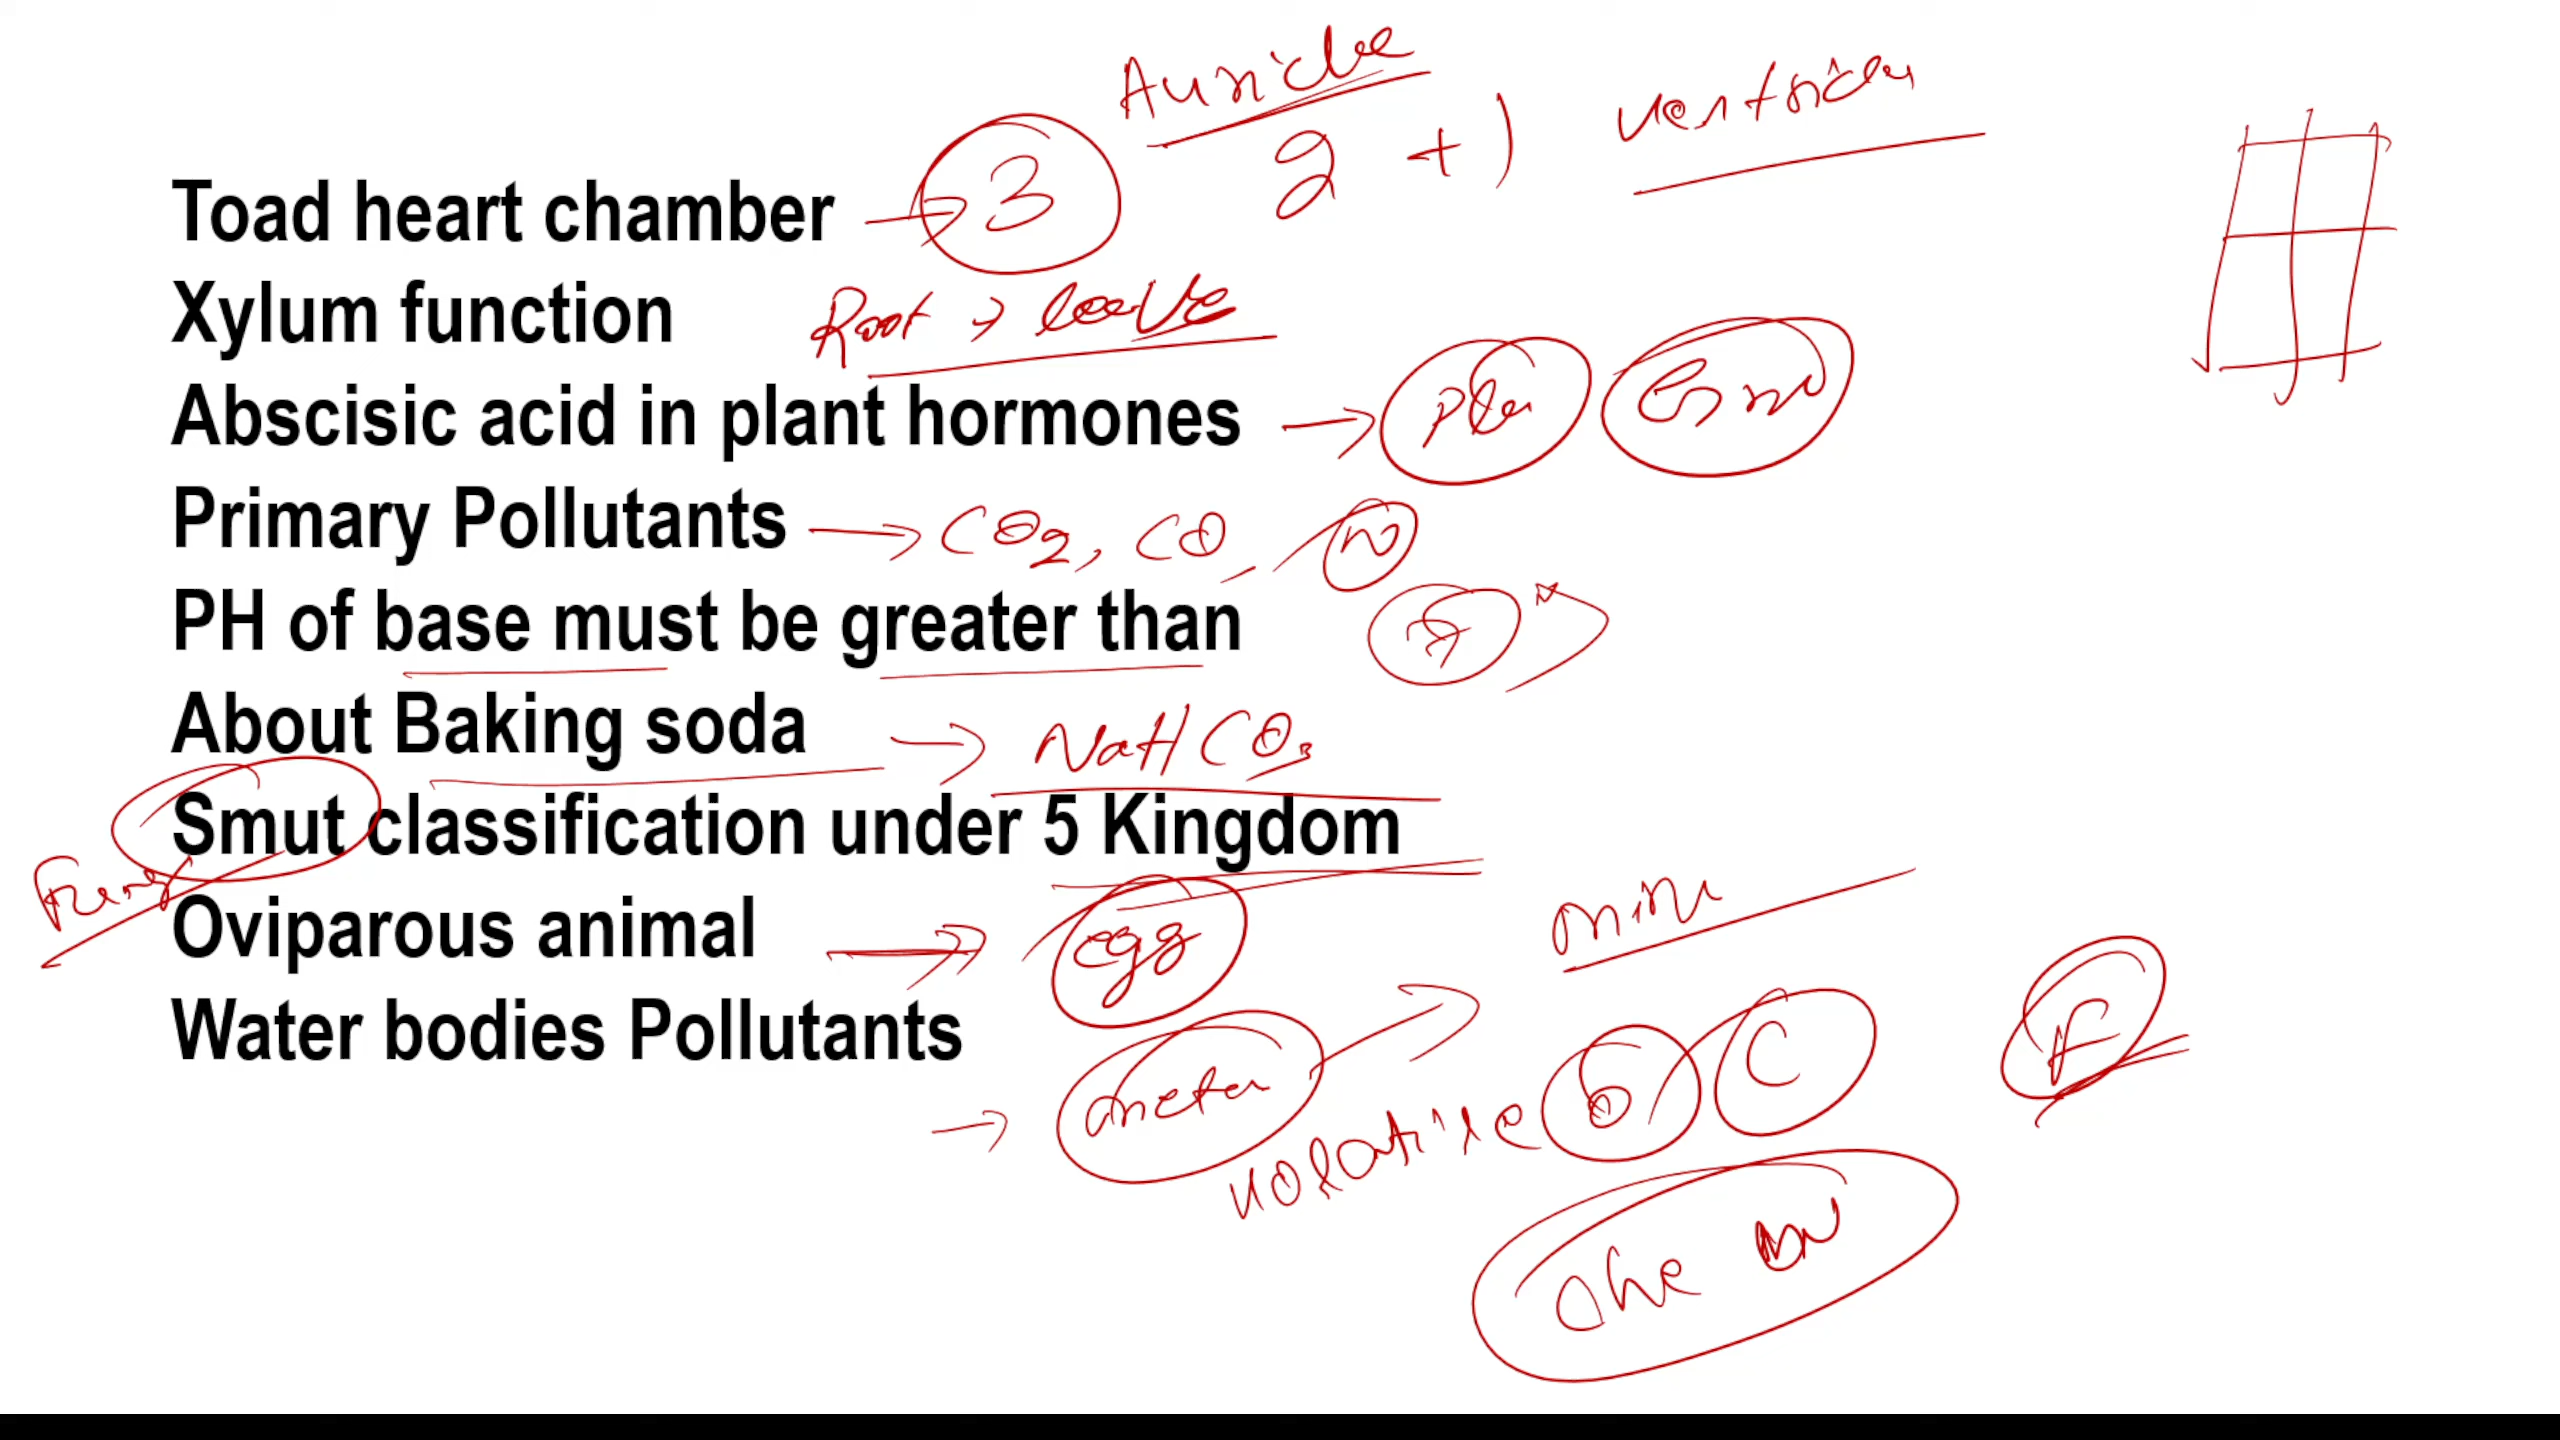 Auricle
2 + 1 ventricle
Toad heart chamber → 3
Xylum function Root → leave
Abscisic acid in plant hormones →
Primary Pollutants → CO2, CO
PH of base must be greater than 7
About Baking soda → NaHCO3
Smut classification under 5 Kingdom
Oviparous animal → egg
Water bodies Pollutants
volatile O C
F